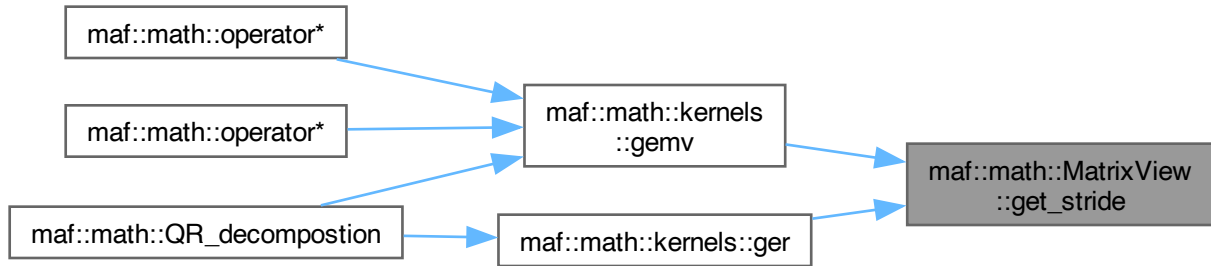 maf::math::operator*
maf::math::operator*
maf::math::QR_decompostion
maf::math::kernels
::gemv
maf::math::kernels::ger
maf::math::MatrixView
::get_stride